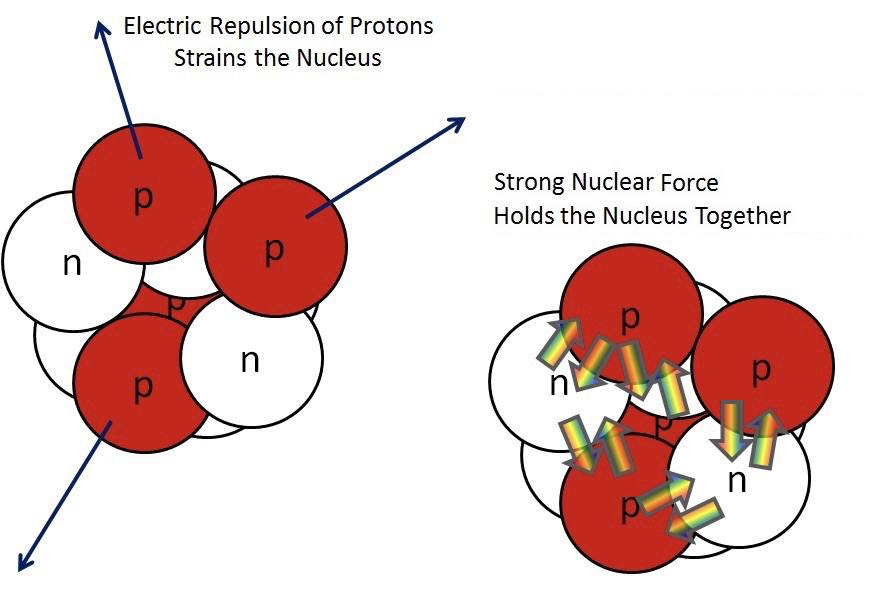 Electric Repulsion of Protons
Strains the Nucleus
p
p
n
p
n
p
Strong Nuclear Force
Holds the Nucleus Together
p
p
n
p
n
p